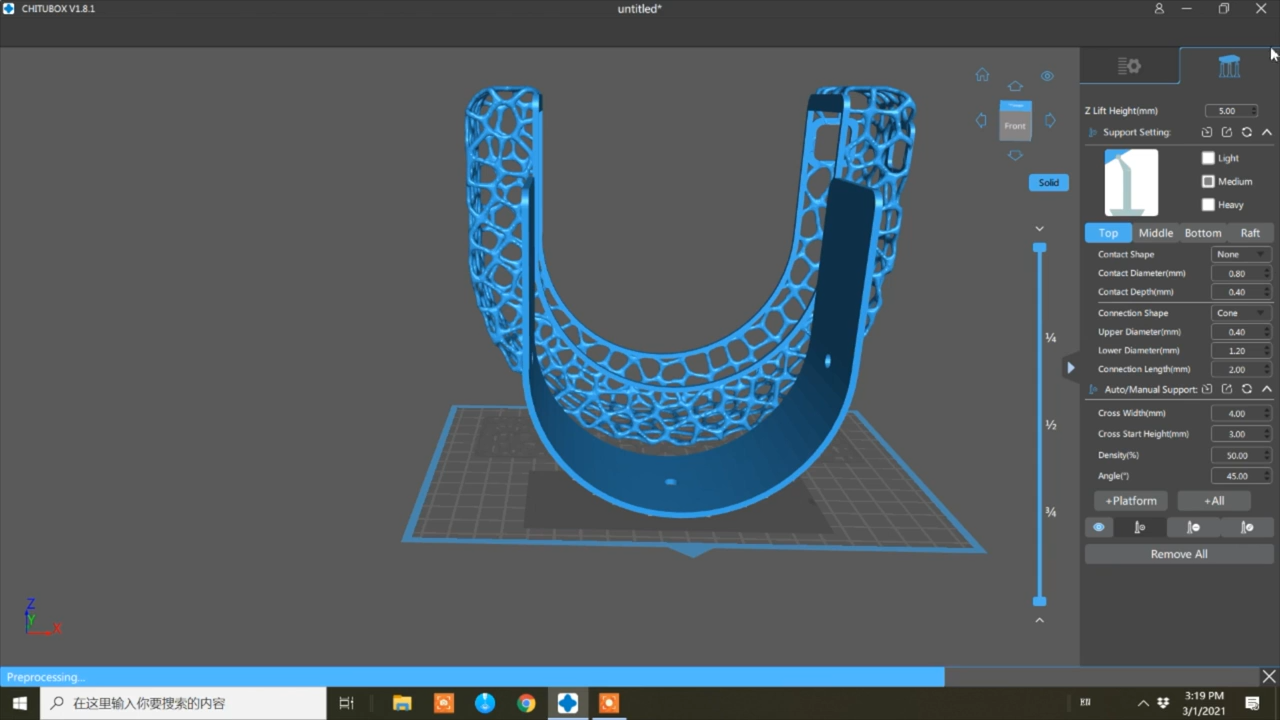 CHITUBOX V1.8.1
untitled*
Front
Solid
¼
½
¾
Z Lift Height(mm) 5.00
Support Setting:
Light
Medium
Heavy
Top Middle Bottom Raft
Contact Shape None
Contact Diameter(mm) 0.80
Contact Depth(mm) 0.40
Connection Shape Cone
Upper Diameter(mm) 0.40
Lower Diameter(mm) 1.20
Connection Length(mm) 2.00
Auto/Manual Support:
Cross Width(mm) 4.00
Cross Start Height(mm) 3.00
Density(%) 50.00
Angle(°) 45.00
+Platform +All
Remove All
Z
Y
X
Preprocessing...
在这里输入你要搜索的内容
EN
3:19 PM
3/1/2021